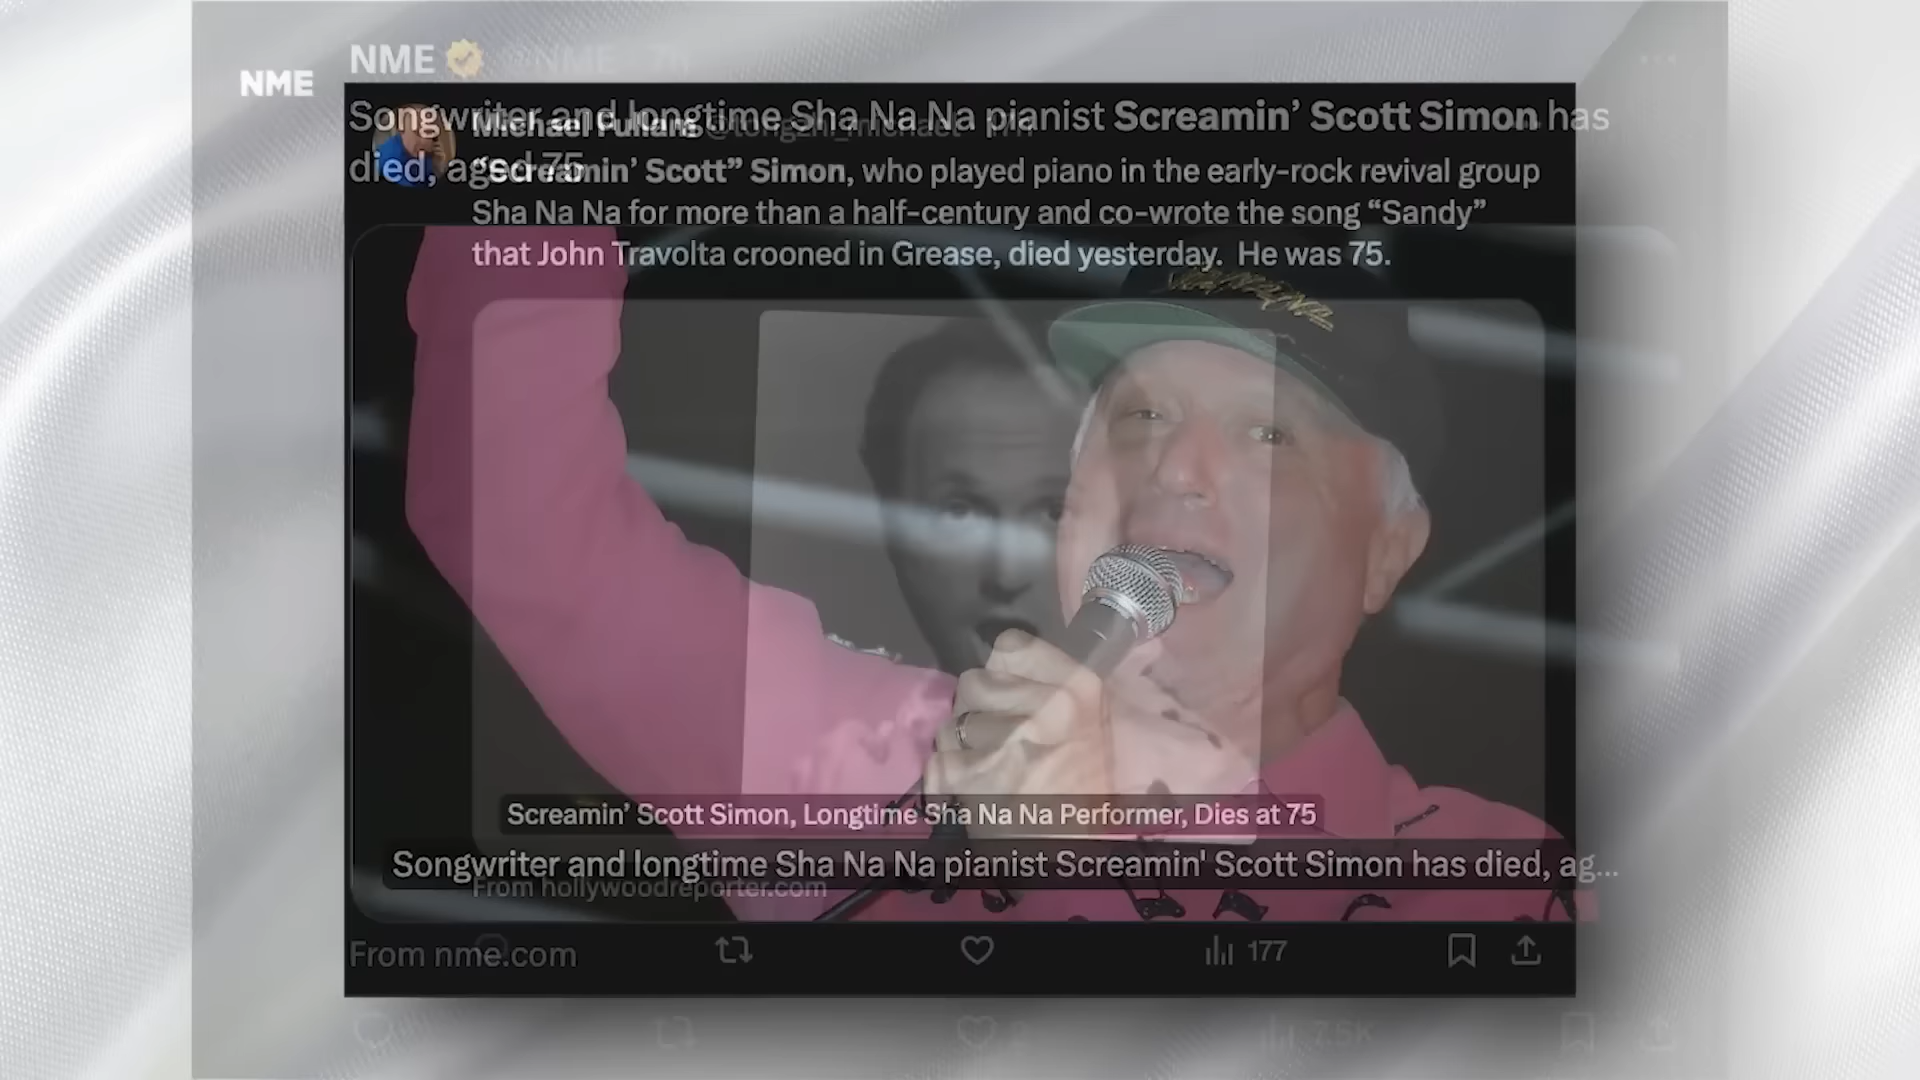 NME
NME
Songwriter and longtime Sha Na Na pianist Screamin’ Scott Simon has
died, aged 75
“Screamin’ Scott” Simon, who played piano in the early-rock revival group
Sha Na Na for more than a half-century and co-wrote the song “Sandy”
that John Travolta crooned in Grease, died yesterday. He was 75.
Screamin’ Scott Simon, Longtime Sha Na Na Performer, Dies at 75
Songwriter and longtime Sha Na Na pianist Screamin' Scott Simon has died, ag...
From hollywoodreporter.com
From nme.com
177
7.5K